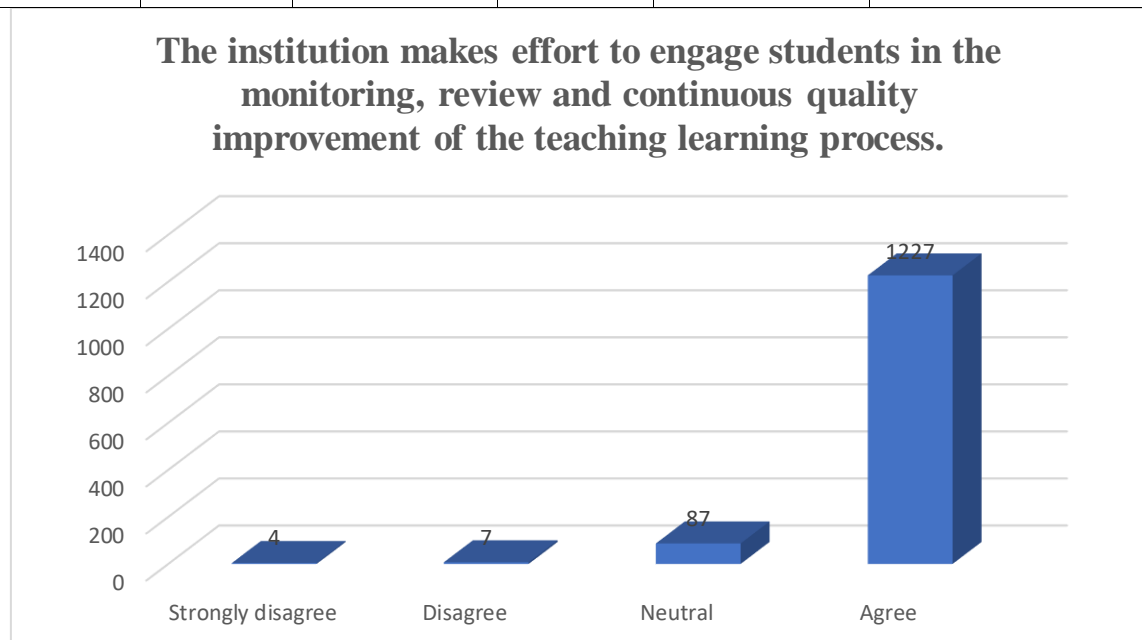 The institution makes effort to engage students in the
monitoring, review and continuous quality
improvement of the teaching learning process.
1400
1200
1000
800
600
400
200
0
4
7
87
1227
Strongly disagree
Disagree
Neutral
Agree